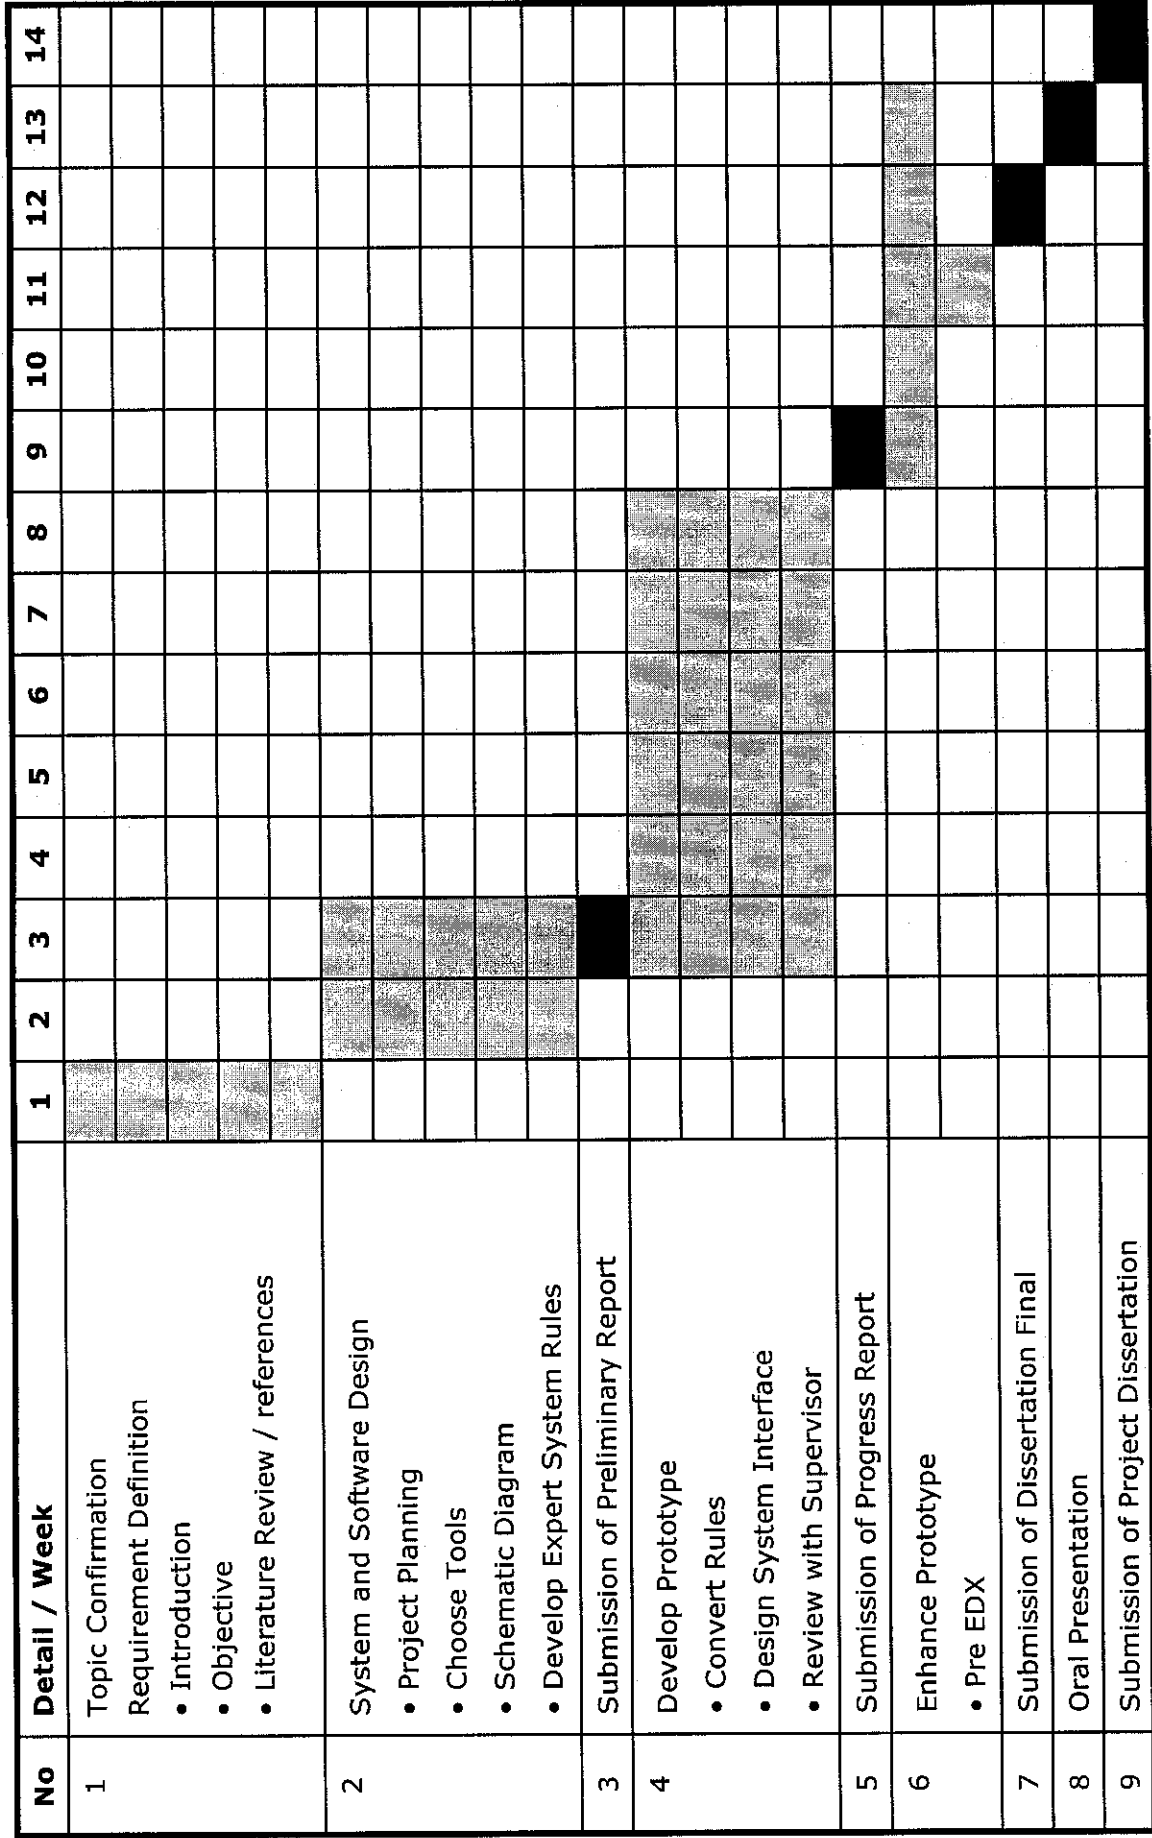 No Detail / Week 1 2 3 4 5 6 7 8 9 10 11 12 13 14
1 Topic Confirmation
Requirement Definition
• Introduction
• Objective
• Literature Review / references
2 System and Software Design
• Project Planning
• Choose Tools
• Schematic Diagram
• Develop Expert System Rules
3 Submission of Preliminary Report
4 Develop Prototype
• Convert Rules
• Design System Interface
• Review with Supervisor
5 Submission of Progress Report
6 Enhance Prototype
• Pre EDX
7 Submission of Dissertation Final
8 Oral Presentation
9 Submission of Project Dissertation